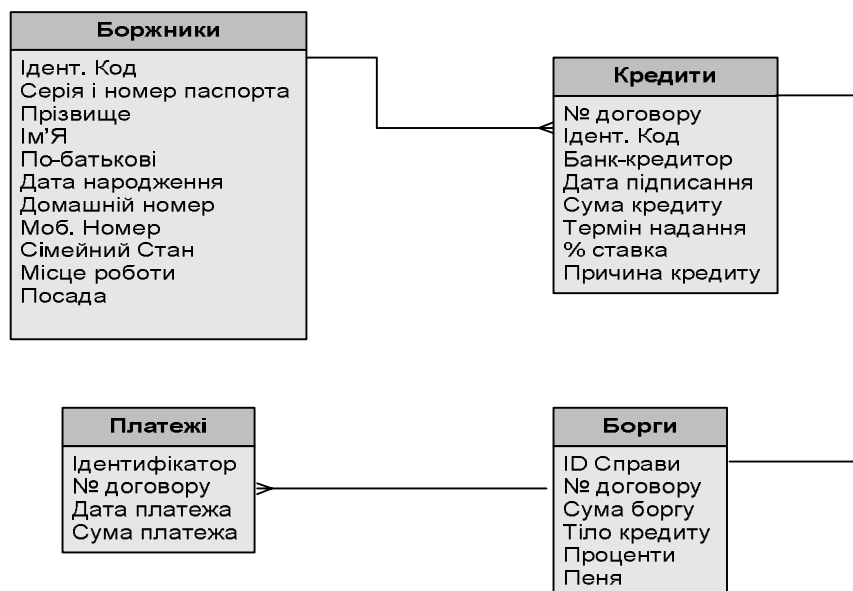 Боржники
Ідент. Код
Серія і номер паспорта
Прізвище
Ім'Я
По-батькові
Дата народження
Домашній номер
Моб. Номер
Сімейний Стан
Місце роботи
Посада
Кредити
№ договору
Ідент. Код
Банк-кредитор
Дата підписання
Сума кредиту
Термін надання
% ставка
Причина кредиту
Платежі
Ідентифікатор
№ договору
Дата платежа
Сума платежа
Борги
ID Справи
№ договору
Сума боргу
Тіло кредиту
Проценти
Пеня